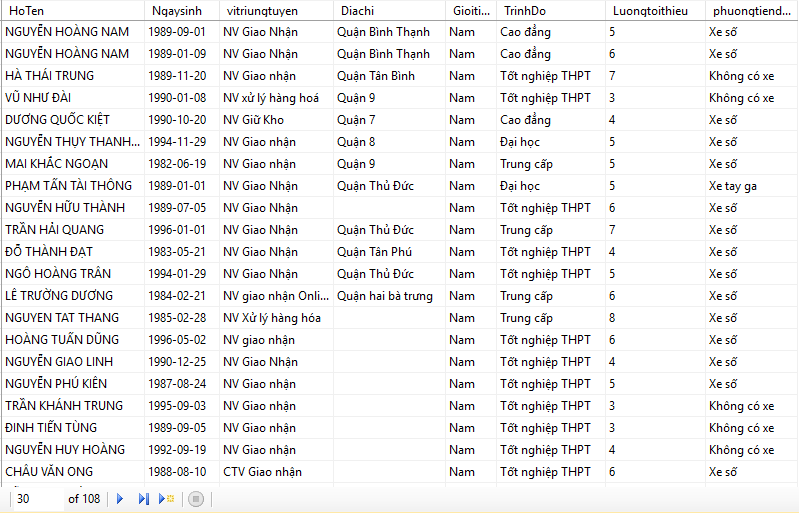 HoTen Ngaysinh vitriungtuyen Diachi Gioiti... TrinhDo Luongtoithieu phuongtiend...
NGUYỄN HOÀNG NAM 1989-09-01 NV Giao Nhận Quận Bình Thạnh Nam Cao đẳng 5 Xe số
NGUYỄN HOÀNG NAM 1989-01-09 NV Giao Nhận Quận Bình Thạnh Nam Cao đẳng 6 Xe số
HÀ THÁI TRUNG 1989-11-20 NV Giao nhận Quận Tân Bình Nam Tốt nghiệp THPT 7 Không có xe
VŨ NHƯ ĐÀI 1990-01-08 NV xử lý hàng hoá Quận 9 Nam Tốt nghiệp THPT 3 Không có xe
DƯƠNG QUỐC KIỆT 1990-10-20 NV Giữ Kho Quận 7 Nam Cao đẳng 4 Xe số
NGUYỄN THỤY THANH... 1994-11-29 NV Giao nhận Quận 8 Nam Đại học 5 Xe số
MAI KHẮC NGOẠN 1982-06-19 NV Giao nhận Quận 9 Nam Trung cấp 5 Xe số
PHẠM TẤN TÀI THÔNG 1989-01-01 NV Giao Nhận Quận Thủ Đức Nam Đại học 5 Xe tay ga
NGUYỄN HỮU THÀNH 1989-07-05 NV Giao Nhận Nam Tốt nghiệp THPT 6 Xe số
TRẦN HẢI QUANG 1996-01-01 NV Giao Nhận Quận Thủ Đức Nam Trung cấp 7 Xe số
ĐỖ THÀNH ĐẠT 1983-05-21 NV Giao Nhận Quận Tân Phú Nam Tốt nghiệp THPT 4 Xe số
NGÔ HOÀNG TRÂN 1994-01-29 NV Giao Nhận Quận Thủ Đức Nam Tốt nghiệp THPT 5 Xe số
LÊ TRƯỜNG DƯƠNG 1984-02-21 NV giao nhận Onli... Quận hai bà trưng Nam Trung cấp 6 Xe số
NGUYEN TAT THANG 1985-02-28 NV Xử lý hàng hóa Nam Trung cấp 8 Xe số
HOÀNG TUẤN DŨNG 1996-05-02 NV giao nhận Nam Tốt nghiệp THPT 6 Xe số
NGUYỄN GIAO LINH 1990-12-25 NV Giao nhận Nam Tốt nghiệp THPT 4 Xe số
NGUYỄN PHÚ KIÊN 1987-08-24 NV Giao nhận Nam Tốt nghiệp THPT 5 Xe số
TRẦN KHÁNH TRUNG 1995-09-03 NV Giao nhận Nam Tốt nghiệp THPT 3 Không có xe
ĐINH TIẾN TÙNG 1989-09-05 NV Giao nhận Nam Tốt nghiệp THPT 3 Không có xe
NGUYỄN HUY HOÀNG 1992-09-19 NV Giao nhận Nam Tốt nghiệp THPT 4 Không có xe
CHÂU VĂN ONG 1988-08-10 CTV Giao nhận Nam Tốt nghiệp THPT 6 Xe số
30 of 108